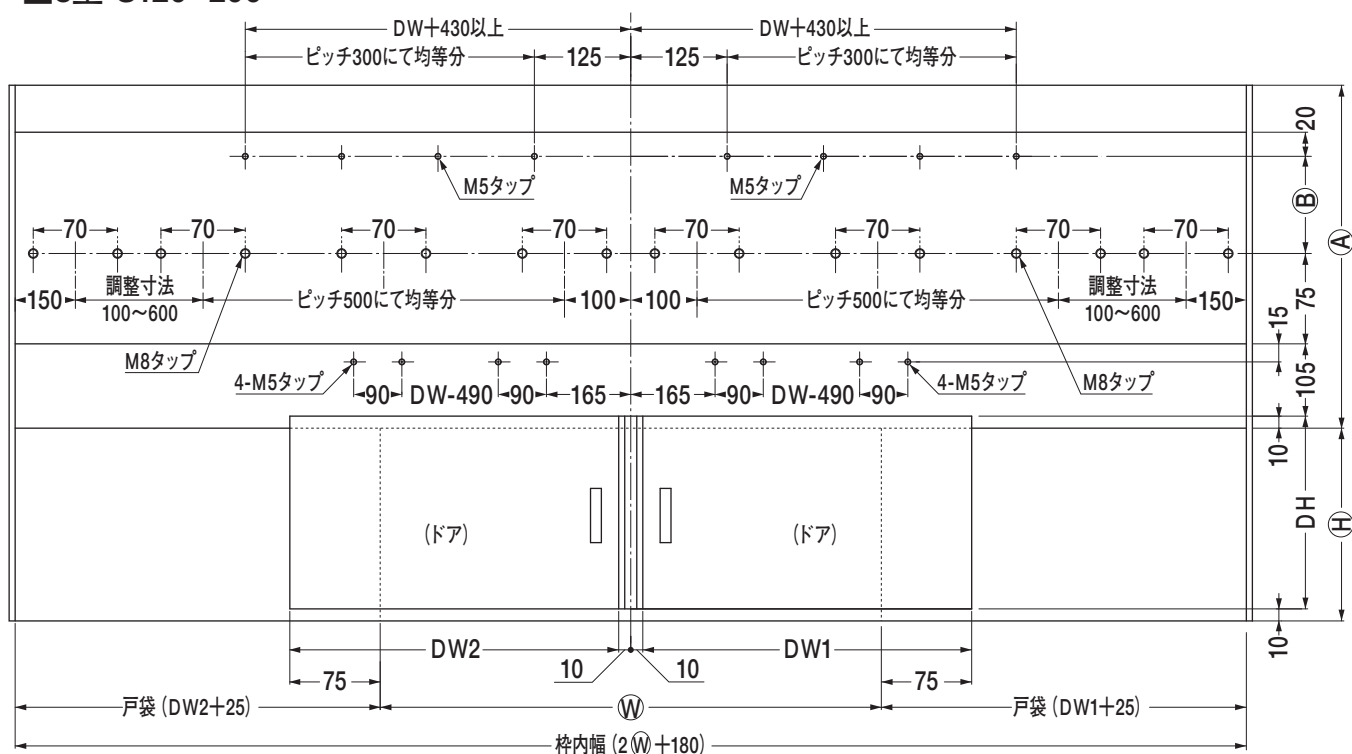 DW+430以上 DW+430以上
ピッチ300にて均等分 125 125 ピッチ300にて均等分
20
M5タップ M5タップ
Ⓑ
Ⓐ
70 70 70 70 70 70 70 70
150 調整寸法 100〜600 ピッチ500にて均等分 100 100 ピッチ500にて均等分 調整寸法 100〜600 150
75
15
M8タップ
4-M5タップ 90 DW-490 90 165 165 90 DW-490 90 4-M5タップ
M8タップ
105
10
DH
Ⓗ
(ドア) (ドア)
10
DW2 10 10 DW1
75 75
戸袋 (DW2+25) Ⓦ 戸袋 (DW1+25)
枠内幅 (2Ⓦ+180)